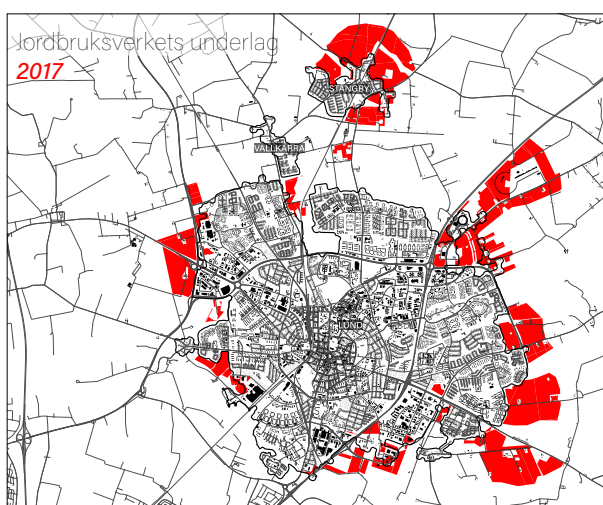 Jordbruksverkets underlag
2017
STÅNGBY
VALLKÄRRA
LUND